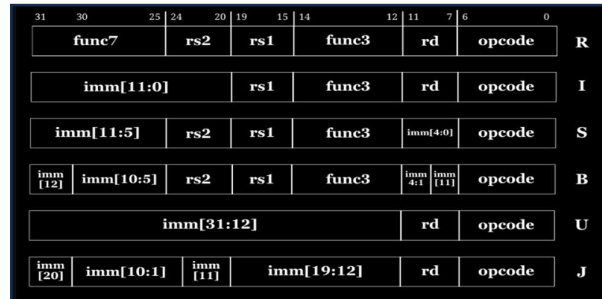 31 30 25 24 20 19 15 14 12 11 7 6 0
func7 rs2 rs1 func3 rd opcode R
imm[11:0] rs1 func3 rd opcode I
imm[11:5] rs2 rs1 func3 imm[4:0] opcode S
imm [12] imm[10:5] rs2 rs1 func3 imm 4:1 imm [11] opcode B
imm[31:12] rd opcode U
imm [20] imm[10:1] imm [11] imm[19:12] rd opcode J